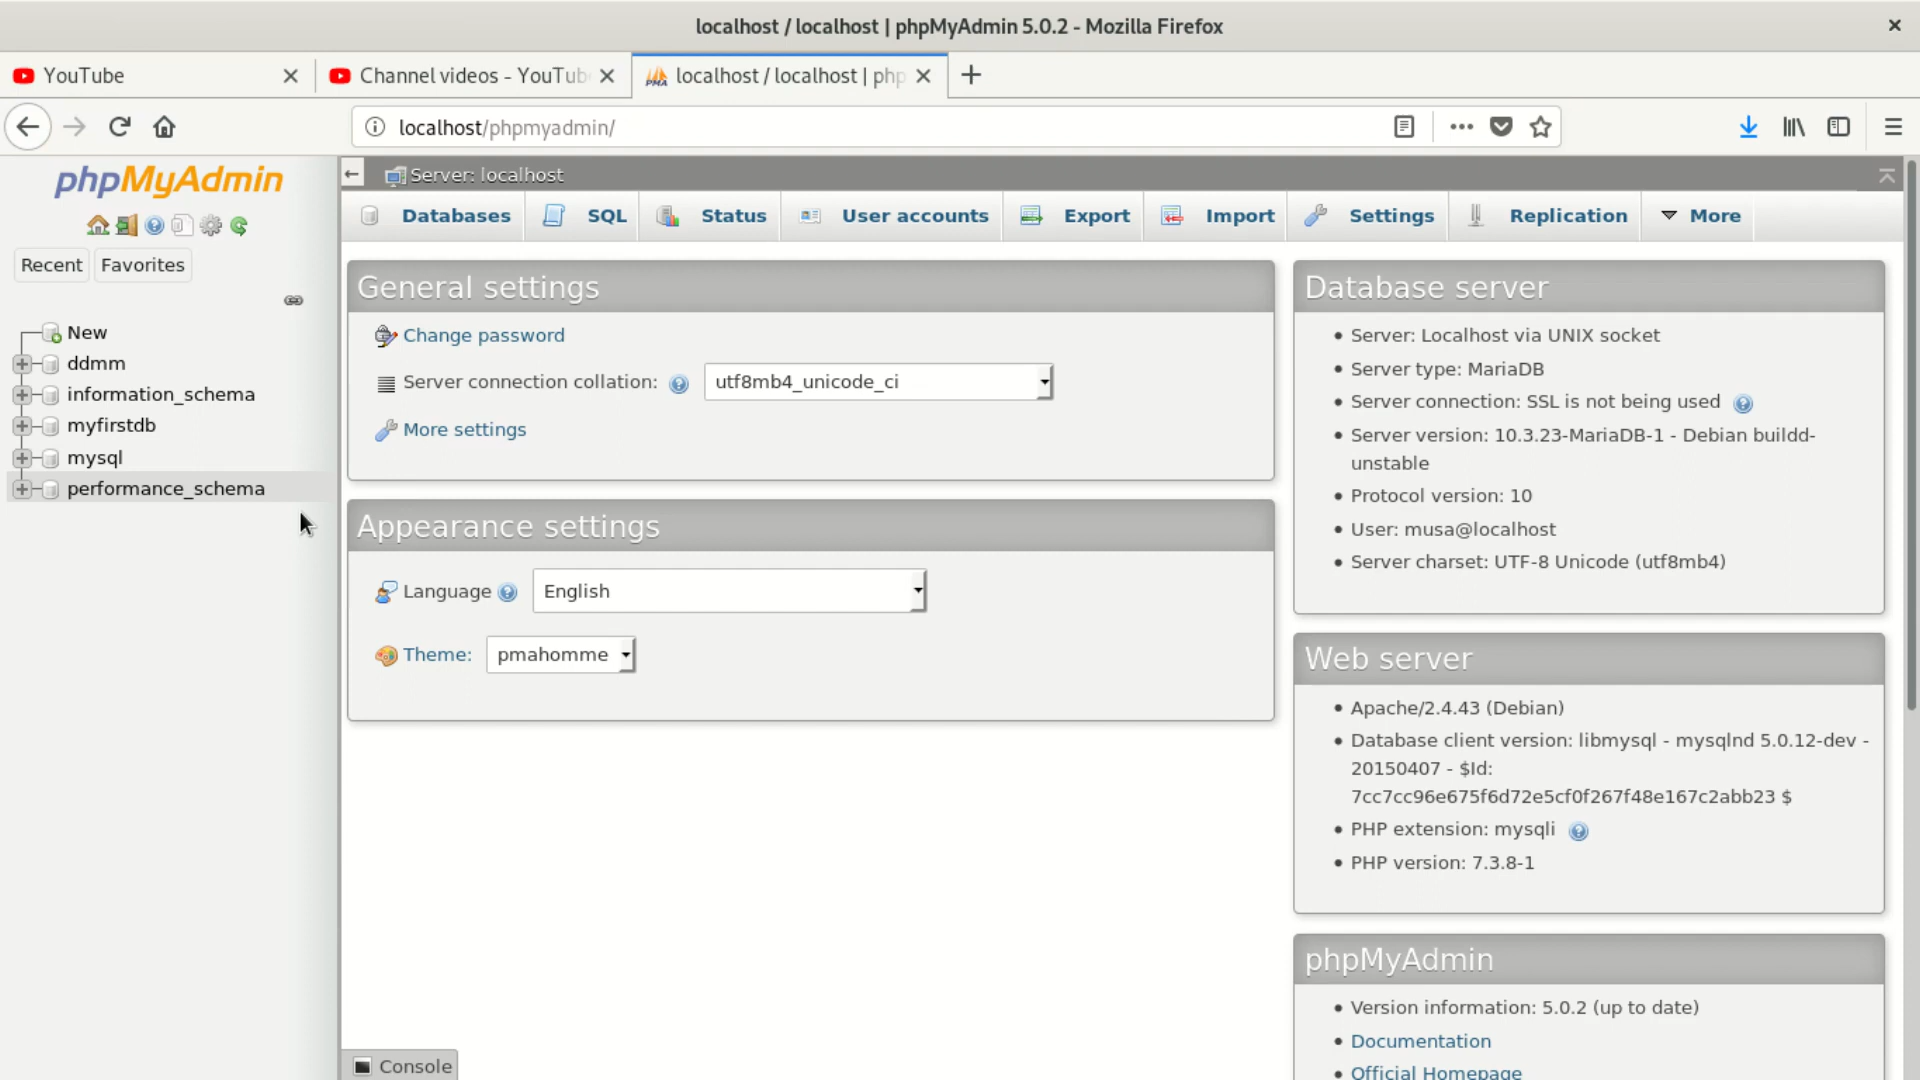 localhost / localhost | phpMyAdmin 5.0.2 - Mozilla Firefox
YouTube
Channel videos - YouTub
localhost / localhost | php
localhost/phpmyadmin/
phpMyAdmin
Recent
Favorites
New
ddmm
information_schema
myfirstdb
mysql
performance_schema
Server: localhost
Databases
SQL
Status
User accounts
Export
Import
Settings
Replication
More
General settings
Change password
Server connection collation:
utf8mb4_unicode_ci
More settings
Appearance settings
Language
English
Theme:
pmahomme
Database server
Server: Localhost via UNIX socket
Server type: MariaDB
Server connection: SSL is not being used
Server version: 10.3.23-MariaDB-1 - Debian buildd-
unstable
Protocol version: 10
User: musa@localhost
Server charset: UTF-8 Unicode (utf8mb4)
Web server
Apache/2.4.43 (Debian)
Database client version: libmysql - mysqlnd 5.0.12-dev -
20150407 - $Id:
7cc7cc96e675f6d72e5cf0f267f48e167c2abb23 $
PHP extension: mysqli
PHP version: 7.3.8-1
phpMyAdmin
Version information: 5.0.2 (up to date)
Documentation
Official Homepage
Console